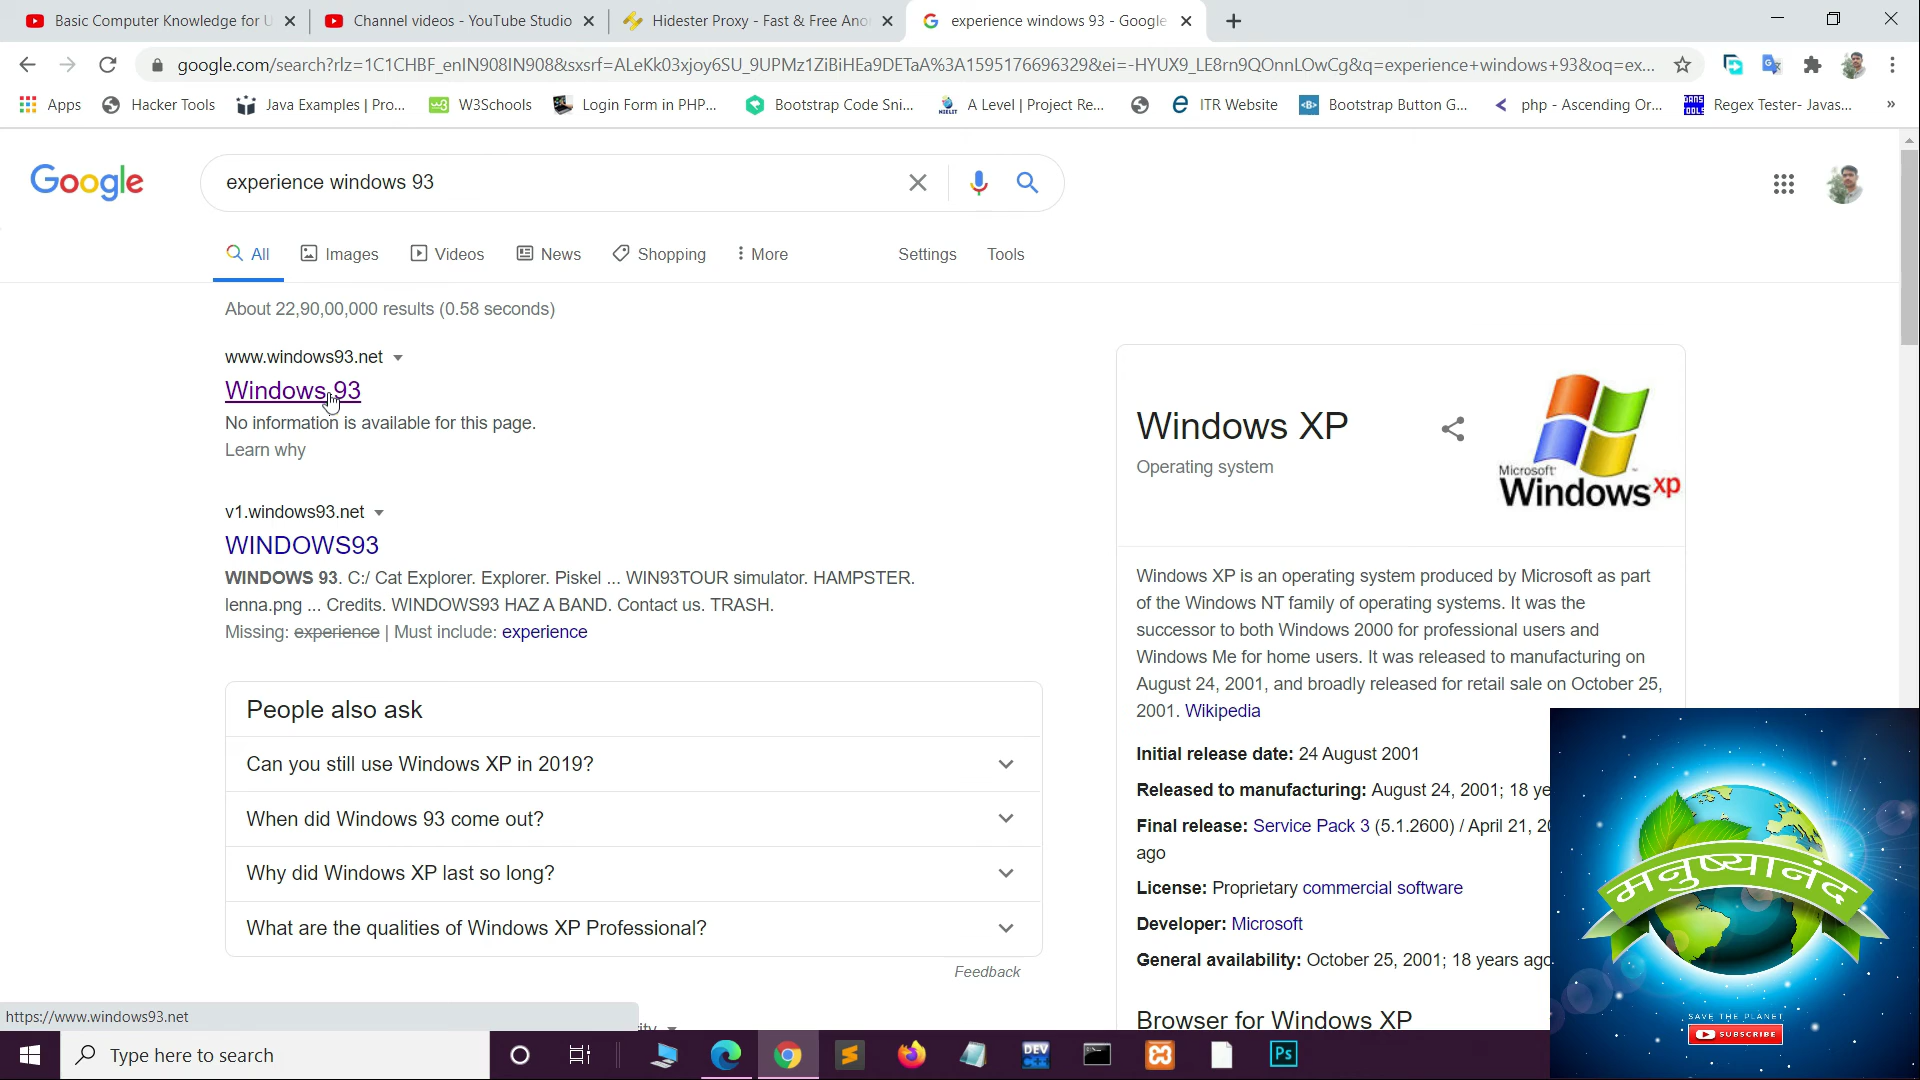 Basic Computer Knowledge for U
Channel videos - YouTube Studio
Hidester Proxy - Fast & Free Ano
experience windows 93 - Google
google.com/search?rlz=1C1CHBF_enIN908IN908&sxsrf=ALeKk03xjoy6SU_9UPMz1ZiBiHEa9DETaA%3A1595176696329&ei=-HYUX9_LE8rn9QOnnLOwCg&q=experience+windows+93&oq=ex...
Apps
Hacker Tools
Java Examples | Pro...
W3Schools
Login Form in PHP...
Bootstrap Code Sni...
A Level | Project Re...
ITR Website
Bootstrap Button G...
php - Ascending Or...
Regex Tester- Javas...
»
Google
experience windows 93
All
Images
Videos
News
Shopping
More
Settings
Tools
About 22,90,00,000 results (0.58 seconds)
www.windows93.net
Windows 93
No information is available for this page.
Learn why
v1.windows93.net
WINDOWS93
WINDOWS 93. C:/ Cat Explorer. Explorer. Piskel ... WIN93TOUR simulator. HAMPSTER.
lenna.png ... Credits. WINDOWS93 HAZ A BAND. Contact us. TRASH.
Missing: experience | Must include: experience
People also ask
Can you still use Windows XP in 2019?
When did Windows 93 come out?
Why did Windows XP last so long?
What are the qualities of Windows XP Professional?
Feedback
Windows XP
Operating system
Microsoft
Windows xp
Windows XP is an operating system produced by Microsoft as part
of the Windows NT family of operating systems. It was the
successor to both Windows 2000 for professional users and
Windows Me for home users. It was released to manufacturing on
August 24, 2001, and broadly released for retail sale on October 25,
2001. Wikipedia
Initial release date: 24 August 2001
Released to manufacturing: August 24, 2001; 18 ye
Final release: Service Pack 3 (5.1.2600) / April 21, 20
ago
License: Proprietary commercial software
Developer: Microsoft
General availability: October 25, 2001; 18 years ago
Browser for Windows XP
मनुष्यानंद
SAVE THE PLANET
SUBSCRIBE
https://www.windows93.net
Type here to search
DEV
Ps